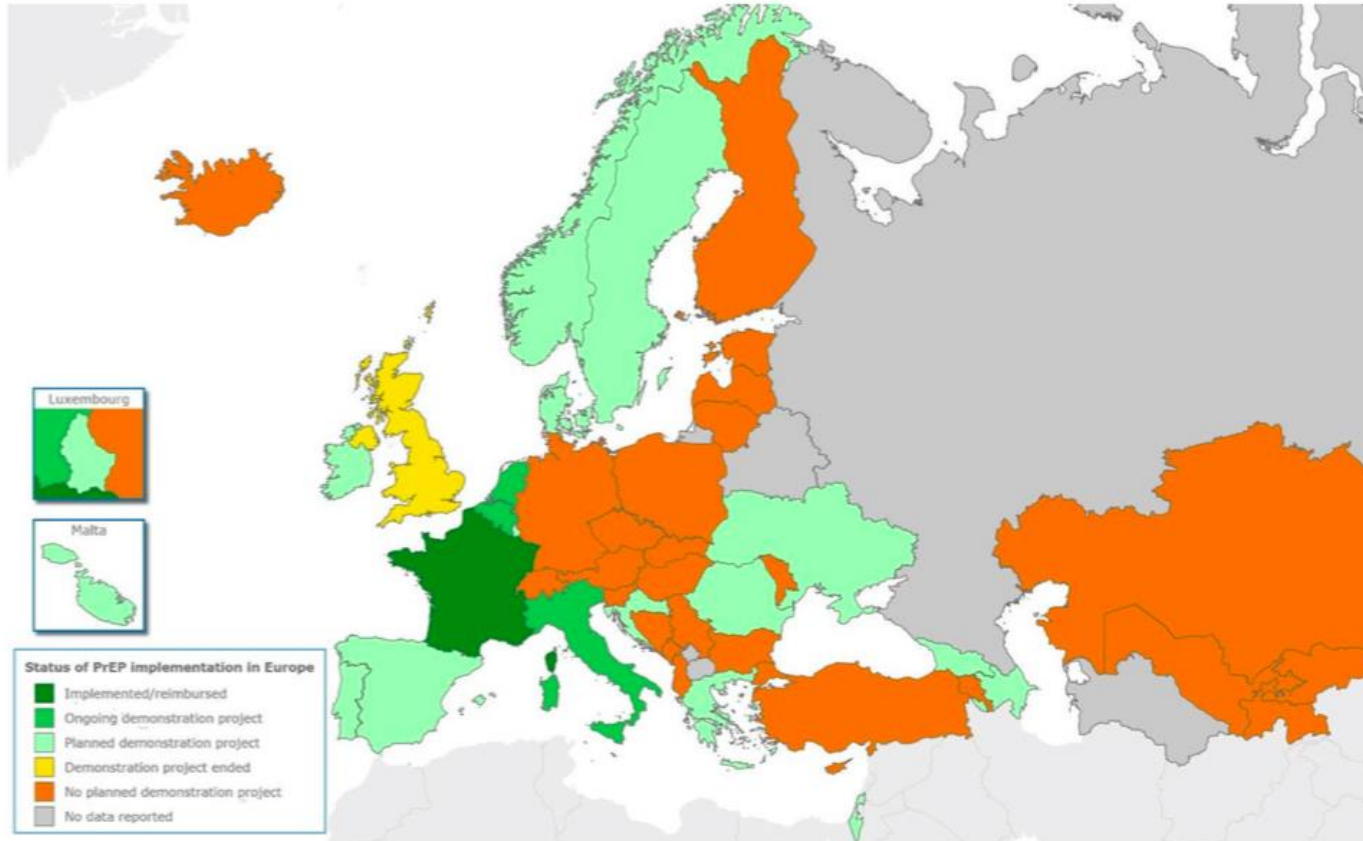 Luxembourg
Malta
Status of PrEP implementation in Europe
Implemented/reimbursed
Ongoing demonstration project
Planned demonstration project
Demonstration project ended
No planned demonstration project
No data reported